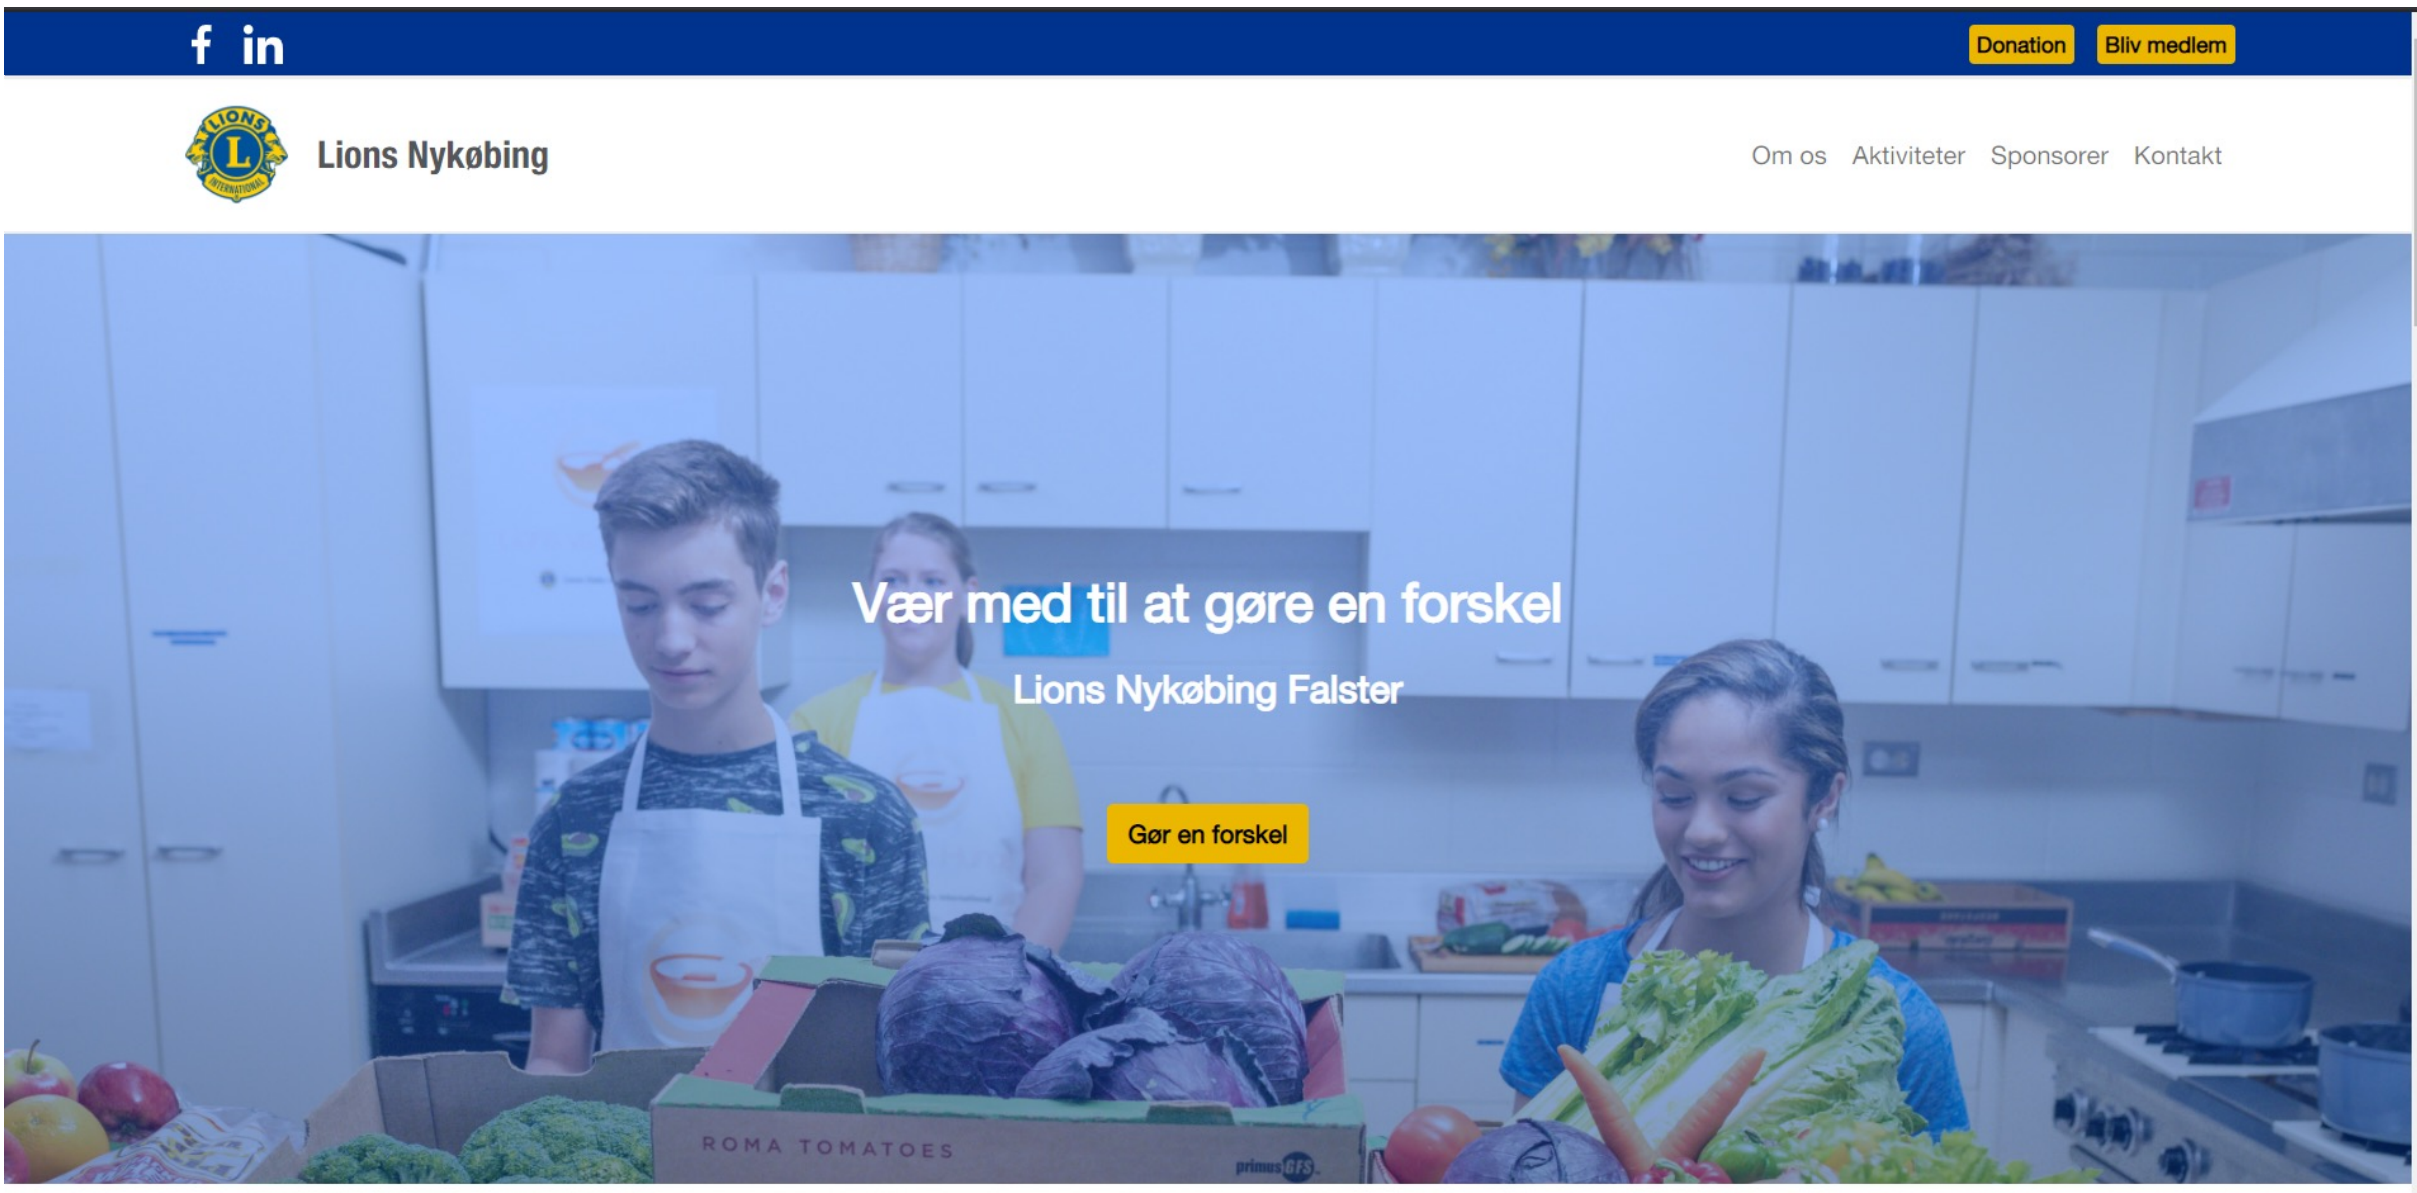 f in
Donation
Bliv medlem
LIONS
L
INTERNATIONAL
Lions Nykøbing
Om os
Aktiviteter
Sponsorer
Kontakt
Vær med til at gøre en forskel
Lions Nykøbing Falster
Gør en forskel
ROMA TOMATOES
primusGFS